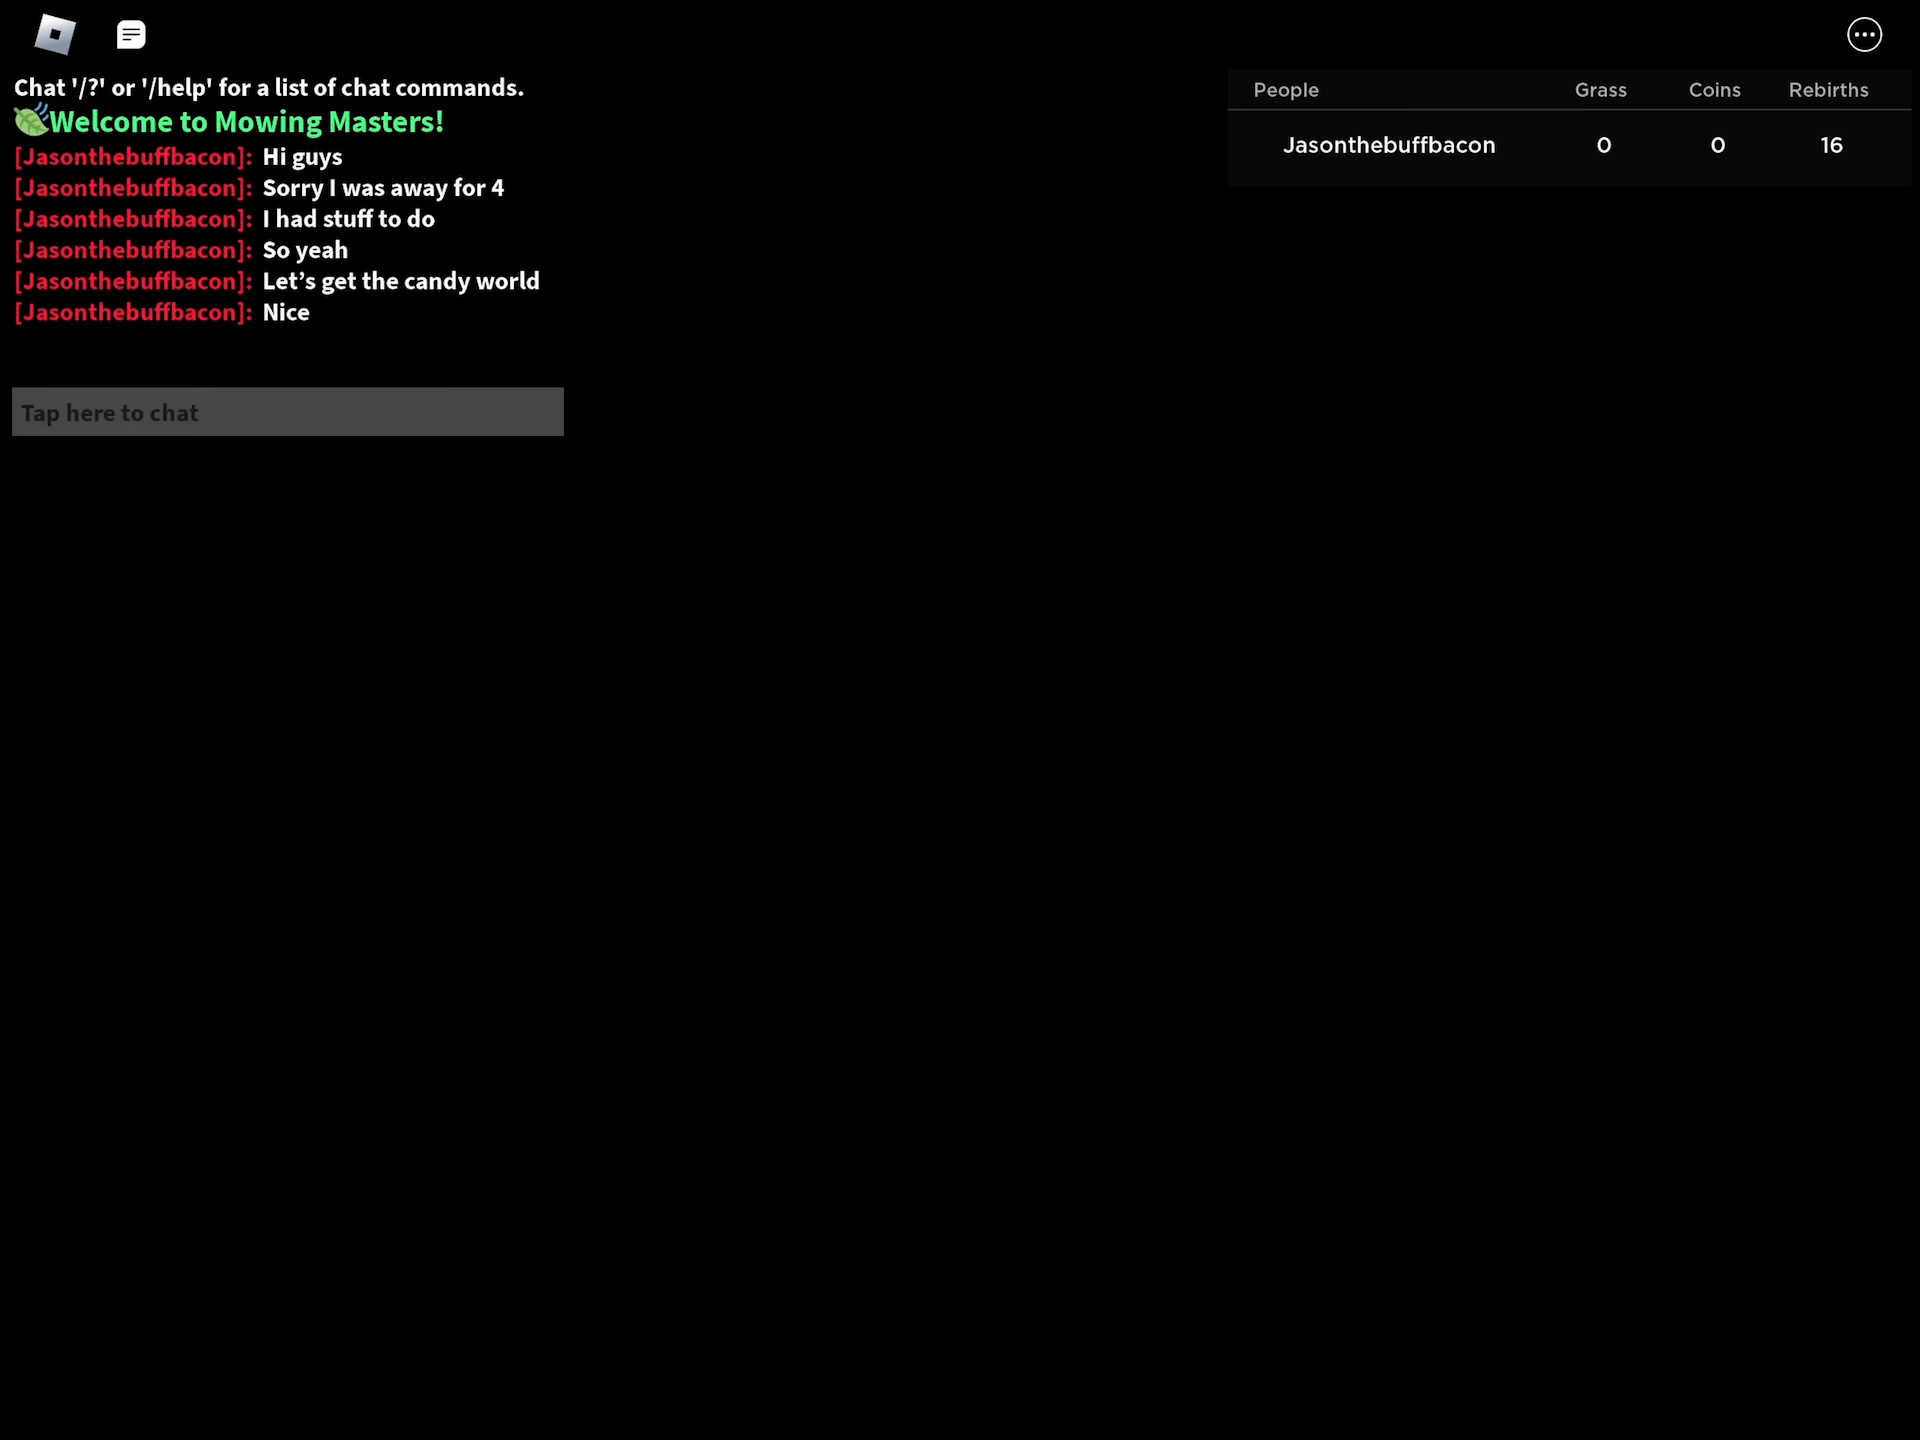 Chat '/?' or '/help' for a list of chat commands.
Welcome to Mowing Masters!
[Jasonthebuffbacon]: Hi guys
[Jasonthebuffbacon]: Sorry I was away for 4
[Jasonthebuffbacon]: I had stuff to do
[Jasonthebuffbacon]: So yeah
[Jasonthebuffbacon]: Let’s get the candy world
[Jasonthebuffbacon]: Nice
Tap here to chat
People Grass Coins Rebirths
Jasonthebuffbacon 0 0 16